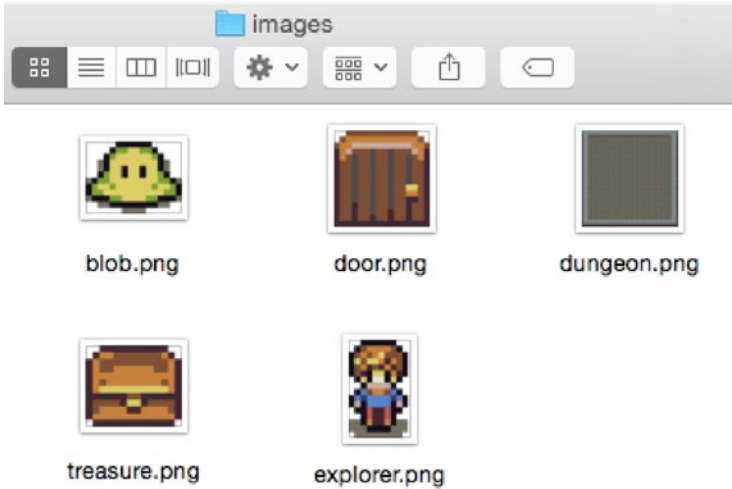 images
blob.png
door.png
dungeon.png
treasure.png
explorer.png